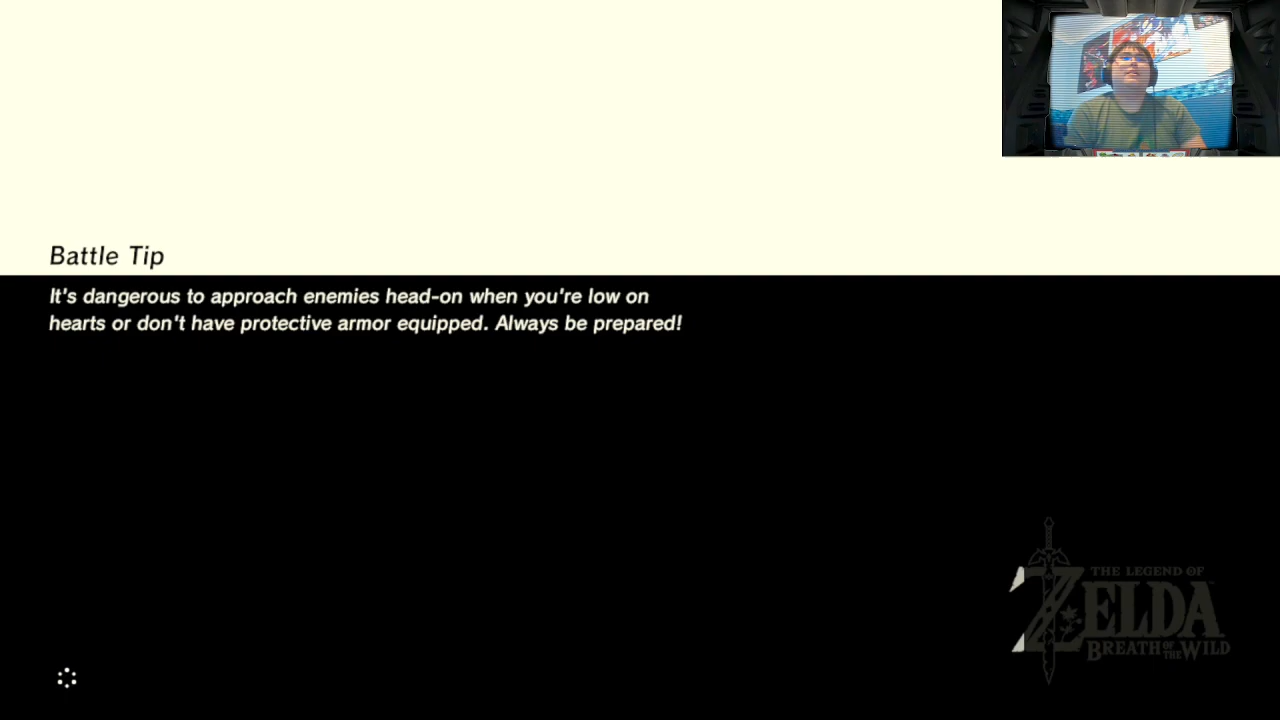 Battle Tip
It's dangerous to approach enemies head-on when you're low on
hearts or don't have protective armor equipped. Always be prepared!
THE LEGEND OF
ZELDA
BREATH OF THE WILD